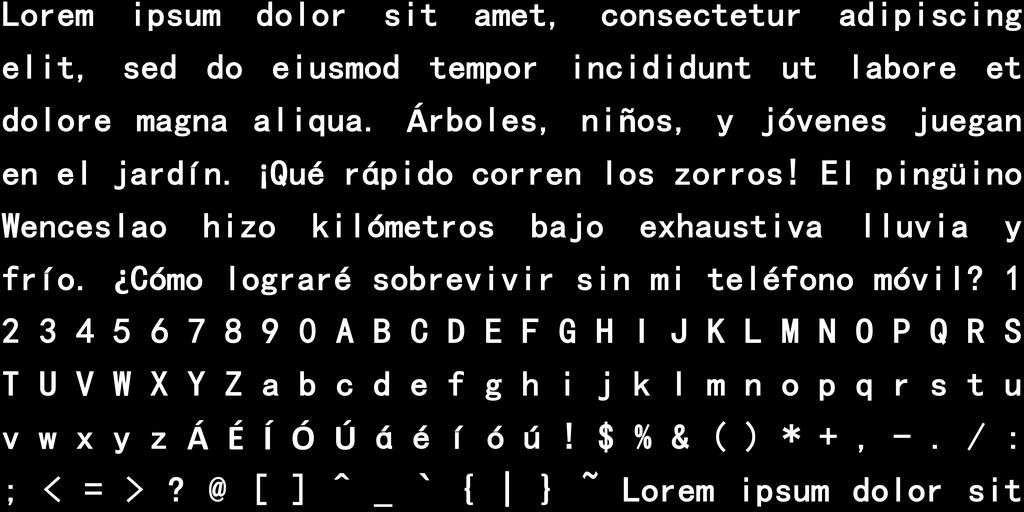 Lorem ipsum dolor sit amet, consectetur adipiscing
elit, sed do eiusmod tempor incididunt ut labore et
dolore magna aliqua. Árboles, niños, y jóvenes juegan
en el jardín. ¡Qué rápido corren los zorros! El pingüino
Wenceslao hizo kilómetros bajo exhaustiva lluvia y
frío. ¿Cómo lograré sobrevivir sin mi teléfono móvil? 1
2 3 4 5 6 7 8 9 0 A B C D E F G H I J K L M N O P Q R S
T U V W X Y Z a b c d e f g h i j k l m n o p q r s t u
v w x y z Á É Í Ó Ú á é í ó ú ! $ % & ( ) * + , - . / :
; < = > ? @ [ ] ^ _ ` { | } ~ Lorem ipsum dolor sit